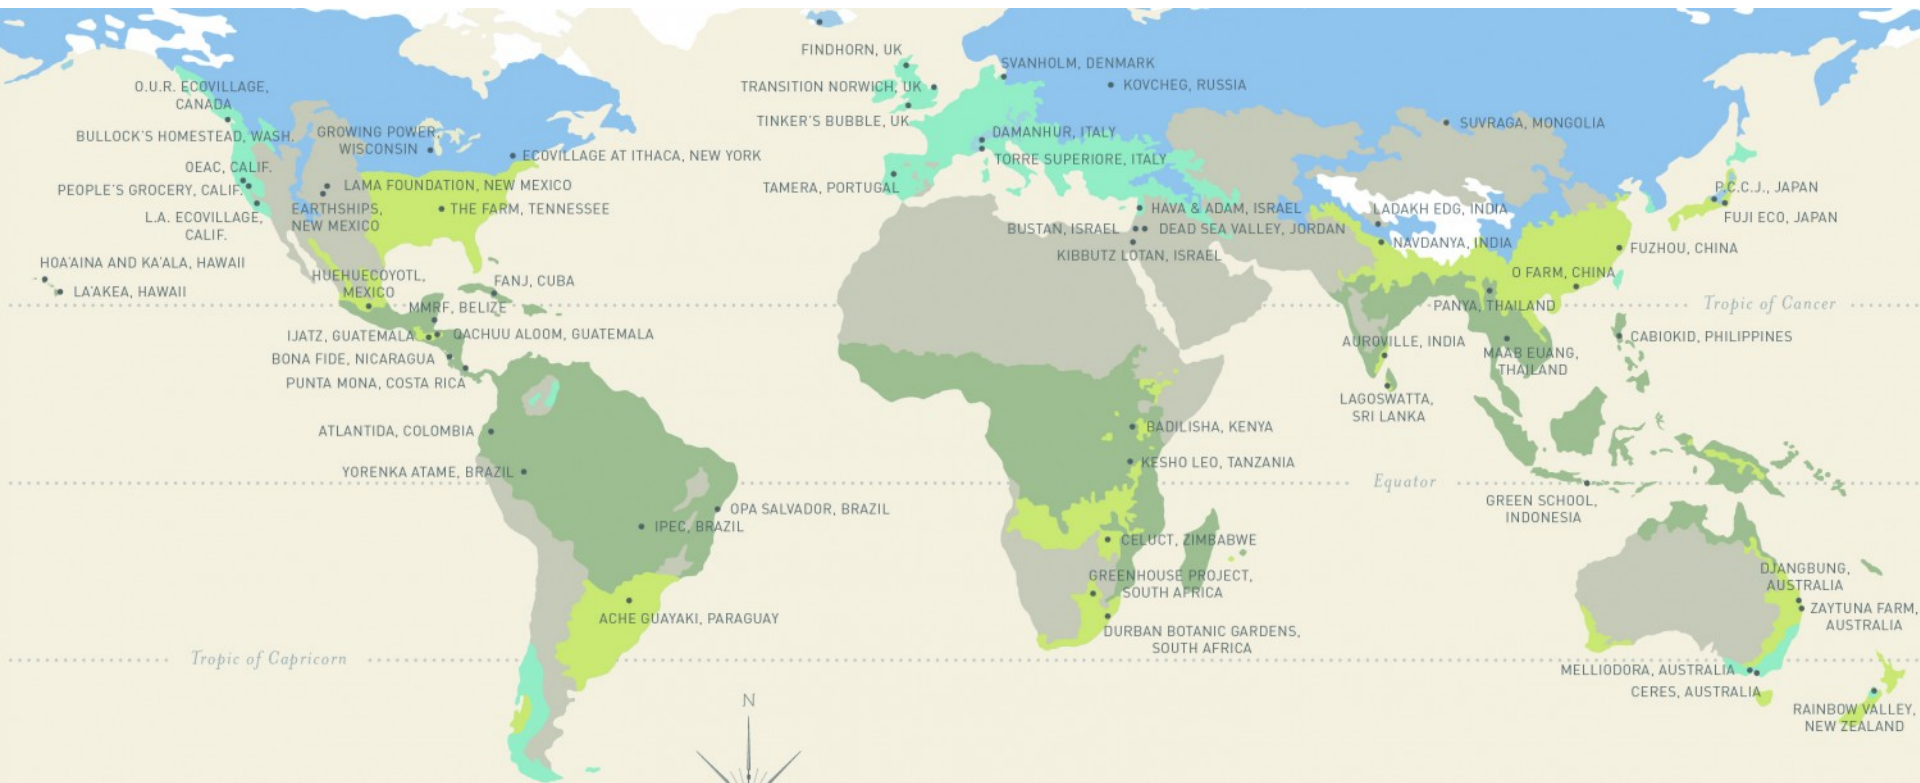 FINDHORN, UK
TRANSITION NORWICH, UK
TINKER'S BUBBLE, UK
SVANHOLM, DENMARK
KOVCHEG, RUSSIA
O.U.R. ECOVILLAGE,
CANADA
BULLOCK'S HOMESTEAD, WASH.
GROWING POWER,
WISCONSIN
ECOVILLAGE AT ITHACA, NEW YORK
DAMANHUR, ITALY
TORRE SUPERIORE, ITALY
SUVRAGA, MONGOLIA
OEAC, CALIF.
PEOPLE'S GROCERY, CALIF.
L.A. ECOVILLAGE,
CALIF.
LAMA FOUNDATION, NEW MEXICO
EARTHSHIPS,
NEW MEXICO
THE FARM, TENNESSEE
TAMERA, PORTUGAL
HAVA & ADAM, ISRAEL
BUSTAN, ISRAEL
DEAD SEA VALLEY, JORDAN
KIBBUTZ LOTAN, ISRAEL
LADAKH EDG, INDIA
NAVDANYA, INDIA
P.C.C.J., JAPAN
FUJI ECO, JAPAN
FUZHOU, CHINA
O FARM, CHINA
HOA'AINA AND KA'ALA, HAWAII
LA'AKEA, HAWAII
HUEHUECOYOTL,
MEXICO
FANJ, CUBA
MMRF, BELIZE
IJATZ, GUATEMALA
QACHUU ALOOM, GUATEMALA
BONA FIDE, NICARAGUA
PUNTA MONA, COSTA RICA
PANYA, THAILAND
Tropic of Cancer
AUROVILLE, INDIA
MAAB EUANG,
THAILAND
CABIOKID, PHILIPPINES
LAGOSWATTA,
SRI LANKA
ATLANTIDA, COLOMBIA
YORENKA ATAME, BRAZIL
BADILISHA, KENYA
KESHO LEO, TANZANIA
Equator
OPA SALVADOR, BRAZIL
IPEC, BRAZIL
GREEN SCHOOL,
INDONESIA
CELUCT, ZIMBABWE
GREENHOUSE PROJECT,
SOUTH AFRICA
DJANGBUNG,
AUSTRALIA
ZAYTUNA FARM,
AUSTRALIA
ACHE GUAYAKI, PARAGUAY
DURBAN BOTANIC GARDENS,
SOUTH AFRICA
Tropic of Capricorn
MELLIODORA, AUSTRALIA
CERES, AUSTRALIA
RAINBOW VALLEY,
NEW ZEALAND
N